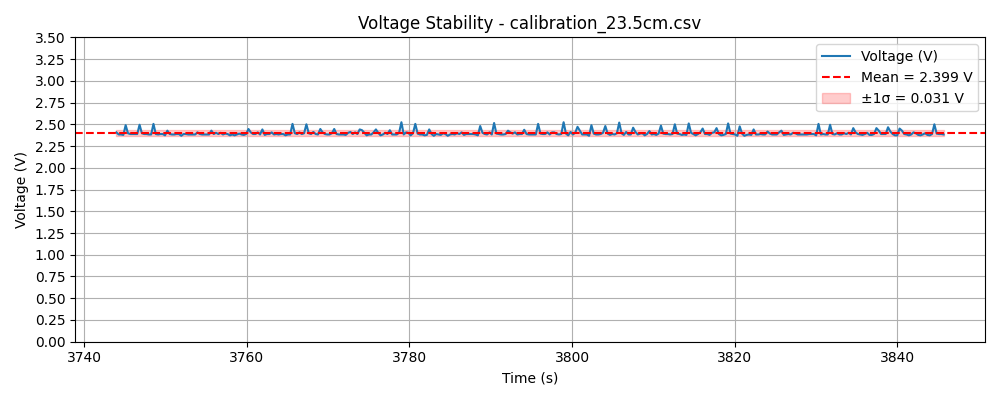 Voltage Stability - calibration_23.5cm.csv
Voltage (V)
Mean = 2.399 V
±1σ = 0.031 V
Voltage (V)
3.50
3.25
3.00
2.75
2.50
2.25
2.00
1.75
1.50
1.25
1.00
0.75
0.50
0.25
0.00
3740 3760 3780 3800 3820 3840
Time (s)